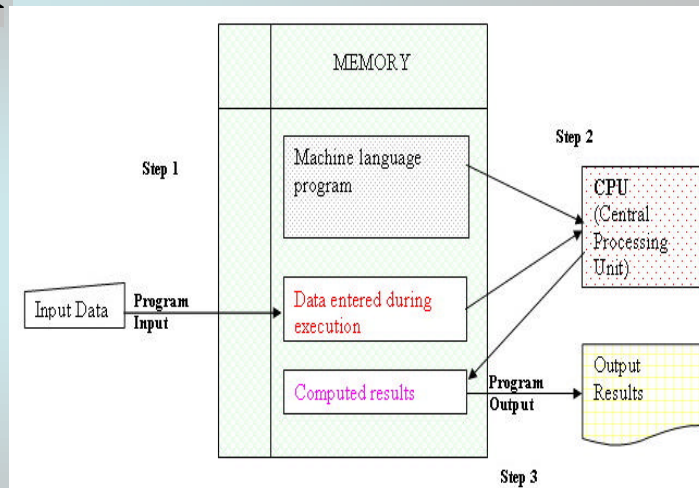 MEMORY
Step 1
Machine language
program
Step 2
CPU
(Central
Processing
Unit)
Input Data
Program
Input
Data entered during
execution
Computed results
Program
Output
Output
Results
Step 3